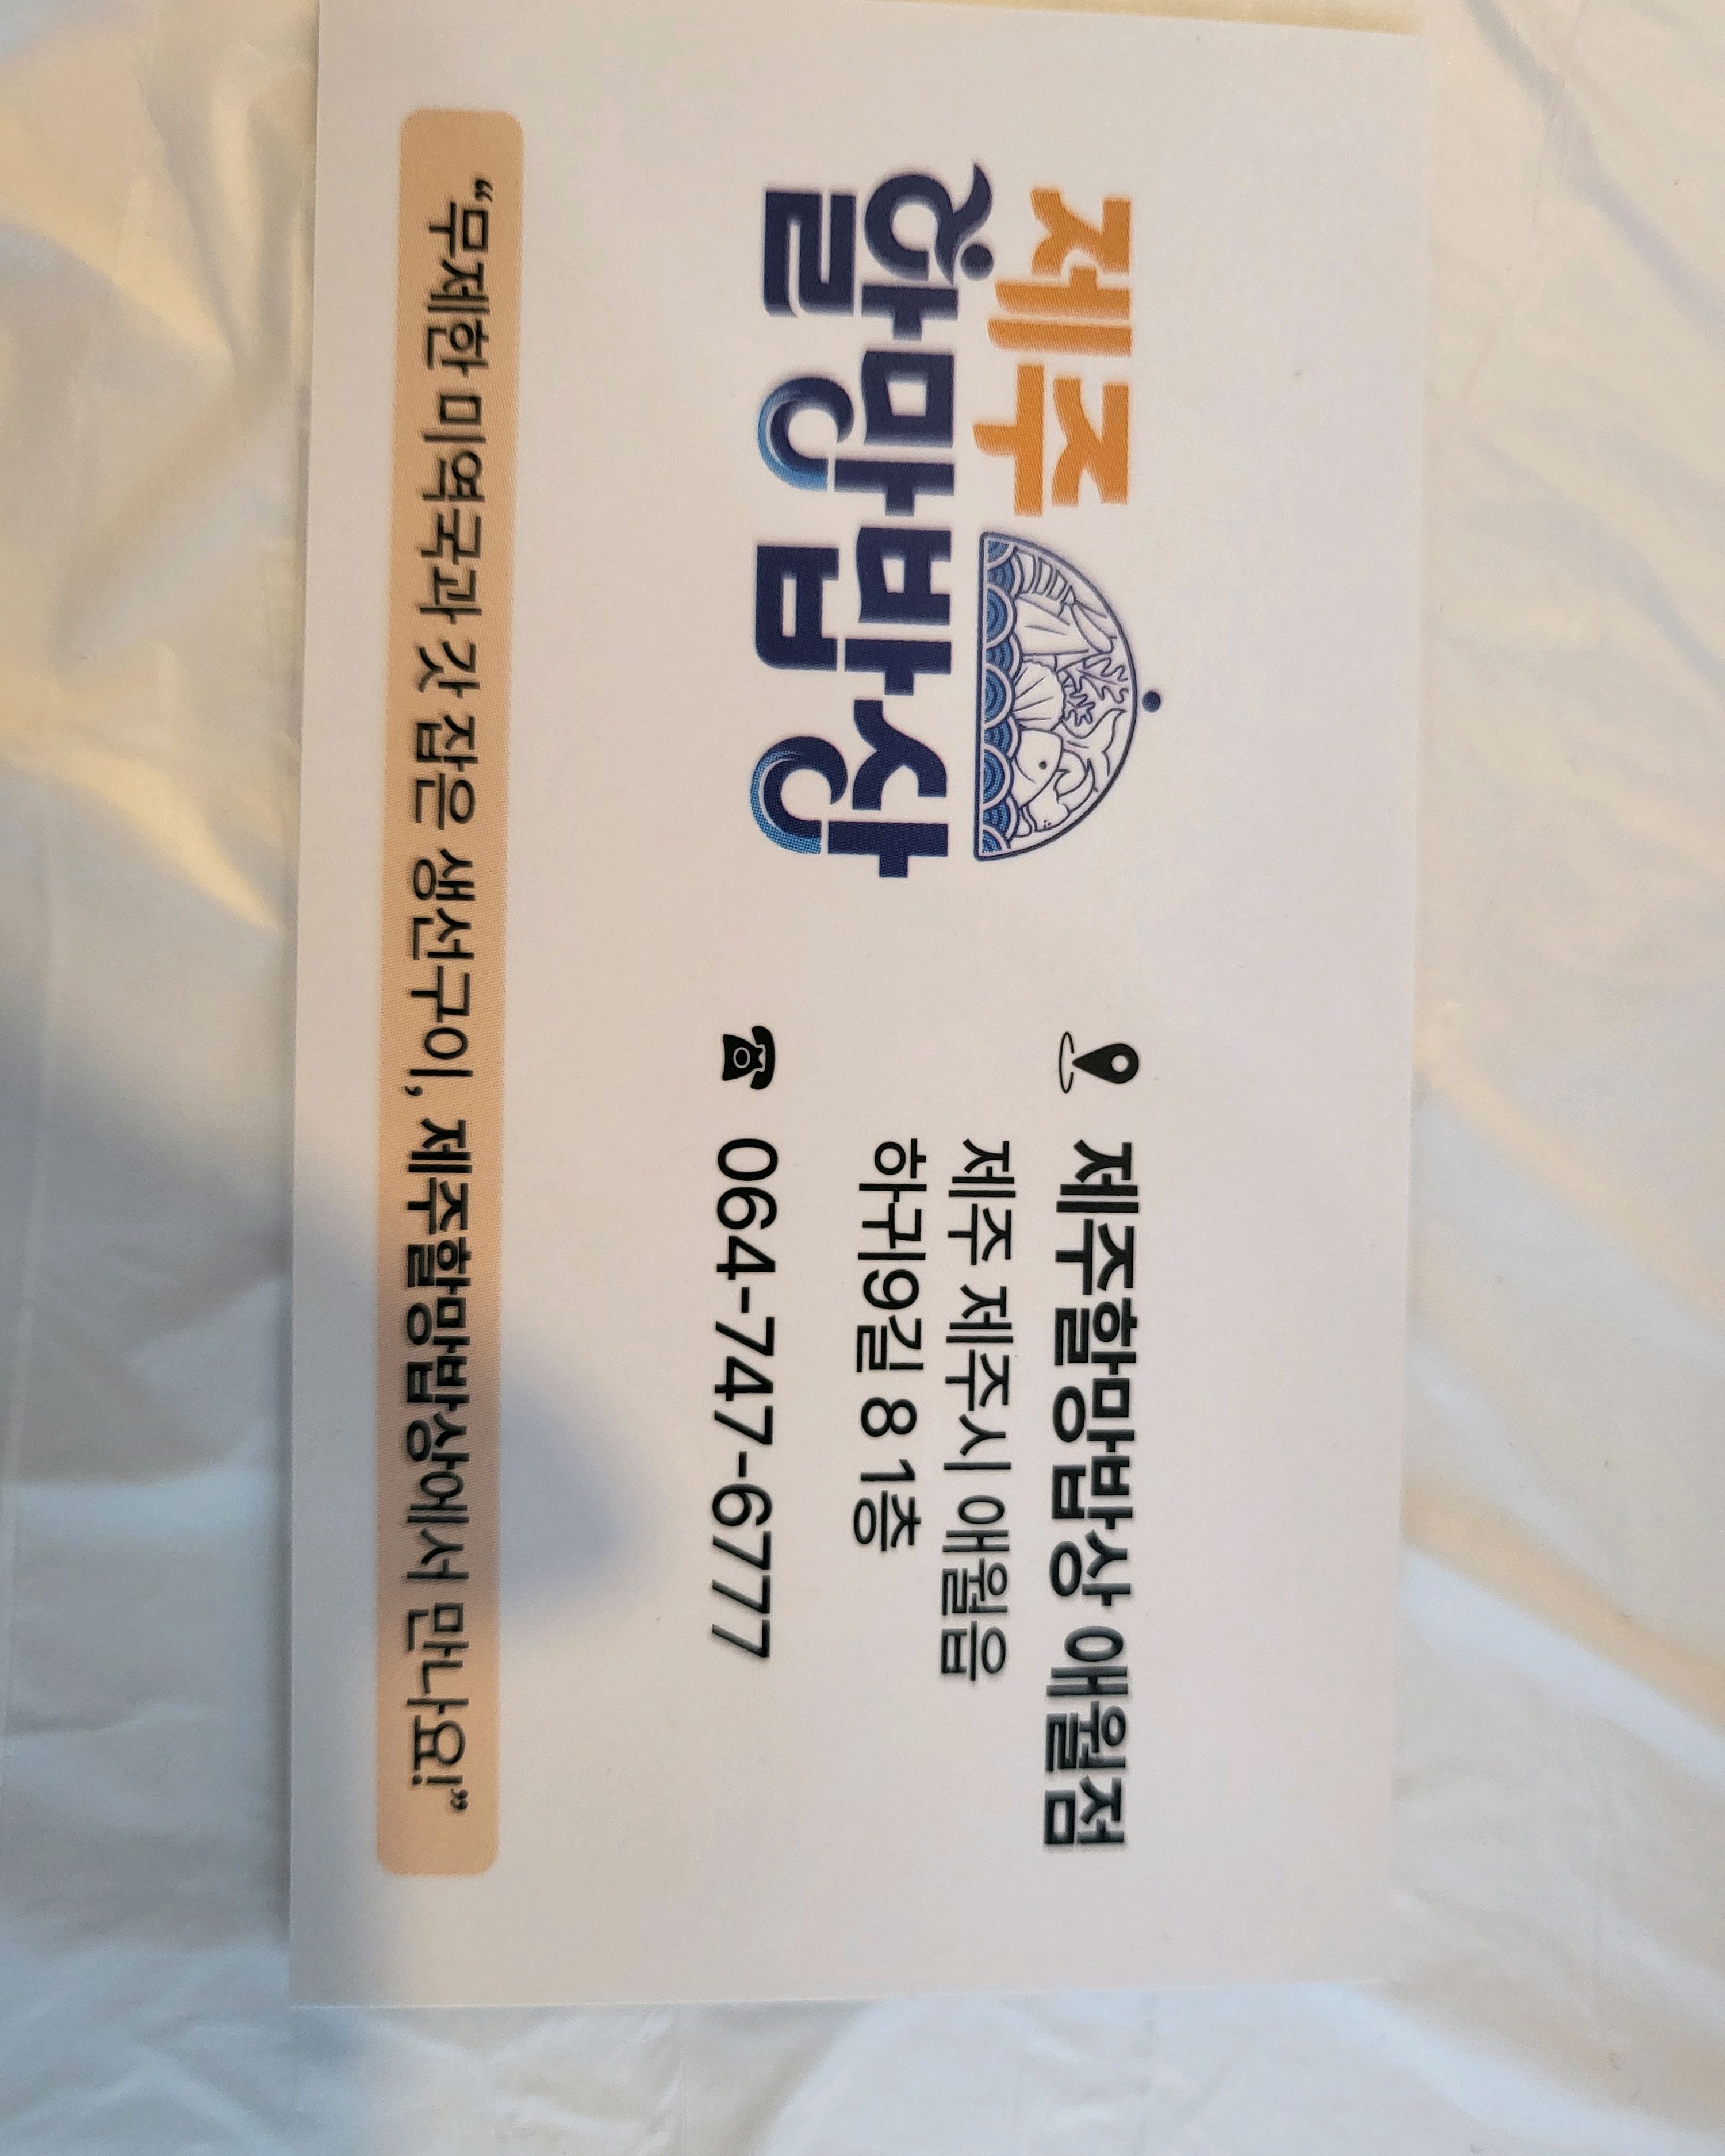 제주
할망밥상
제주할망밥상 애월점
제주 제주시 애월읍
하귀9길 8 1층
064-747-6777
“무제한 미역국과 갓 잡은 생선구이, 제주할망밥상에서 만나요!”